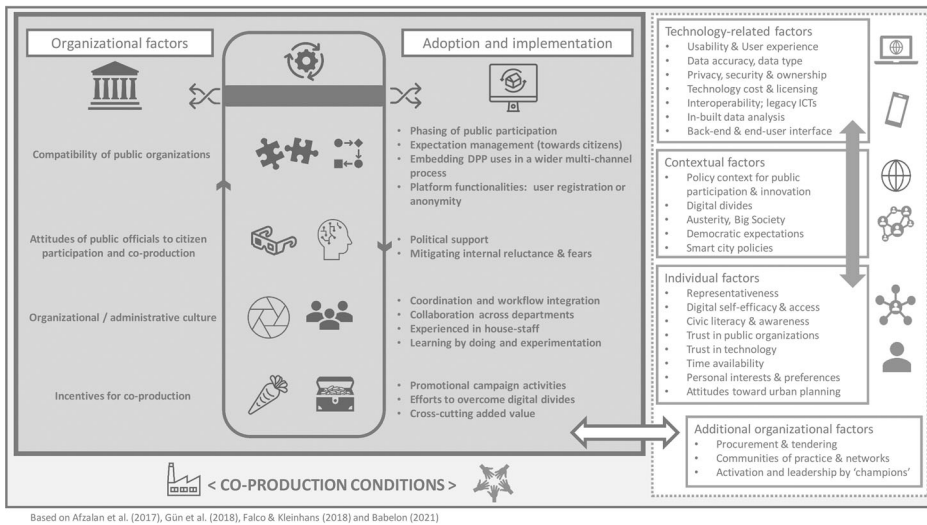 Organizational factors
Compatibility of public organizations
Attitudes of public officials to citizen
participation and co-production
Organizational / administrative culture
Incentives for co-production
Adoption and implementation
• Phasing of public participation
• Expectation management (towards citizens)
• Embedding DPP uses in a wider multi-channel
process
• Platform functionalities: user registration or
anonymity
• Political support
• Mitigating internal reluctance & fears
• Coordination and workflow integration
• Collaboration across departments
• Experienced in house-staff
• Learning by doing and experimentation
• Promotional campaign activities
• Efforts to overcome digital divides
• Cross-cutting added value
Technology-related factors
• Usability & User experience
• Data accuracy, data type
• Privacy, security & ownership
• Technology cost & licensing
• Interoperability; legacy ICTs
• In-built data analysis
• Back-end & end-user interface
Contextual factors
• Policy context for public
participation & innovation
• Digital divides
• Austerity, Big Society
• Democratic expectations
• Smart city policies
Individual factors
• Representativeness
• Digital self-efficacy & access
• Civic literacy & awareness
• Trust in public organizations
• Trust in technology
• Time availability
• Personal interests & preferences
• Attitudes toward urban planning
Additional organizational factors
• Procurement & tendering
• Communities of practice & networks
• Activation and leadership by ‘champions’
< CO-PRODUCTION CONDITIONS >
Based on Afzalan et al. (2017), Gün et al. (2018), Falco & Kleinhans (2018) and Babelon (2021)